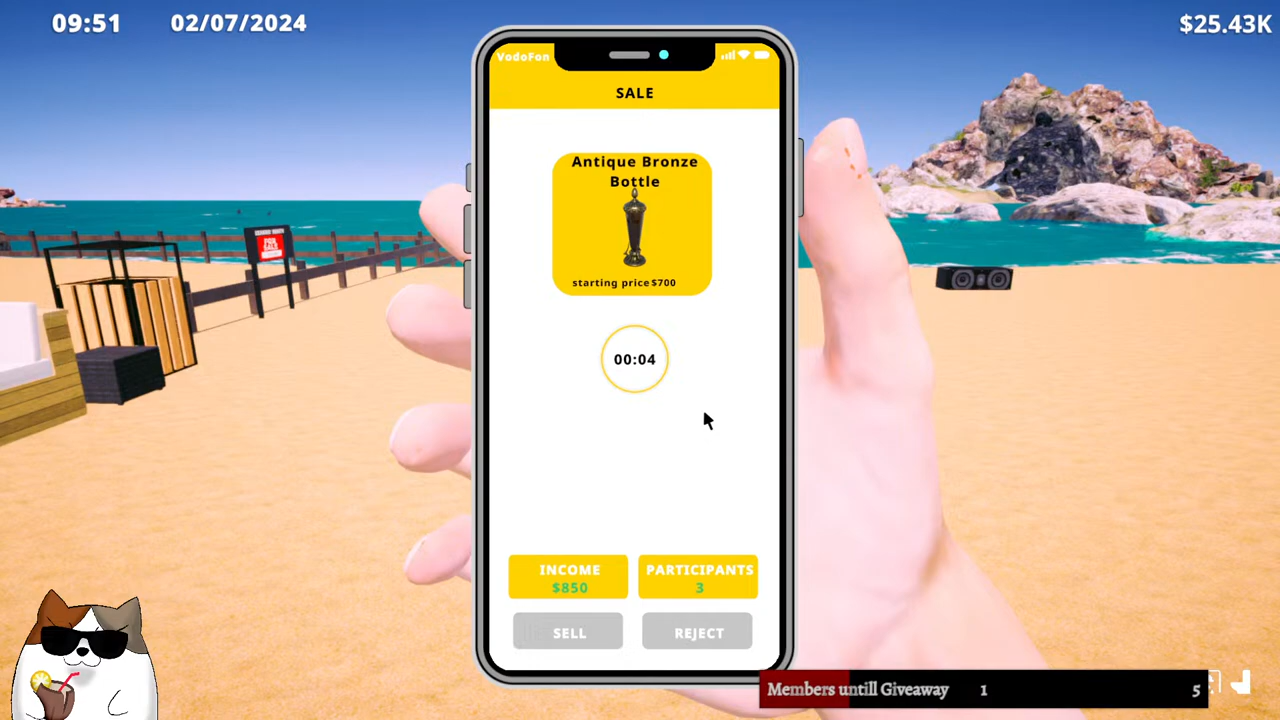 09:51
02/07/2024
$25.43K
VodoFon
SALE
Antique Bronze
Bottle
starting price $700
00:04
INCOME
$850
PARTICIPANTS
3
SELL
REJECT
Members untill Giveaway 1 5